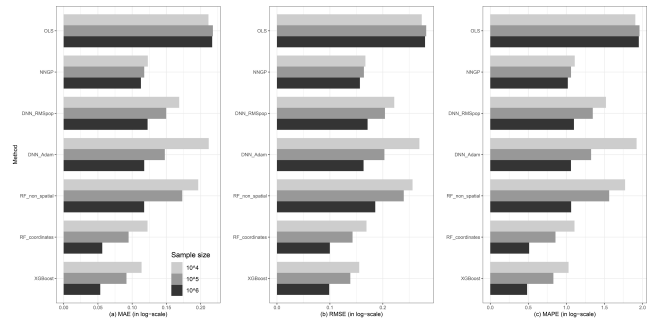 Method
OLS
NNGP
DNN_RMSpop
DNN_Adam
RF_non_spatial
RF_coordinates
XGBoost
Sample size
10^4
10^5
10^6
0.00
0.05
0.10
0.15
0.20
(a) MAE (in log-scale)
OLS
NNGP
DNN_RMSpop
DNN_Adam
RF_non_spatial
RF_coordinates
XGBoost
0.0
0.1
0.2
(b) RMSE (in log-scale)
OLS
NNGP
DNN_RMSpop
DNN_Adam
RF_non_spatial
RF_coordinates
XGBoost
0.0
0.5
1.0
1.5
2.0
(c) MAPE (in log-scale)